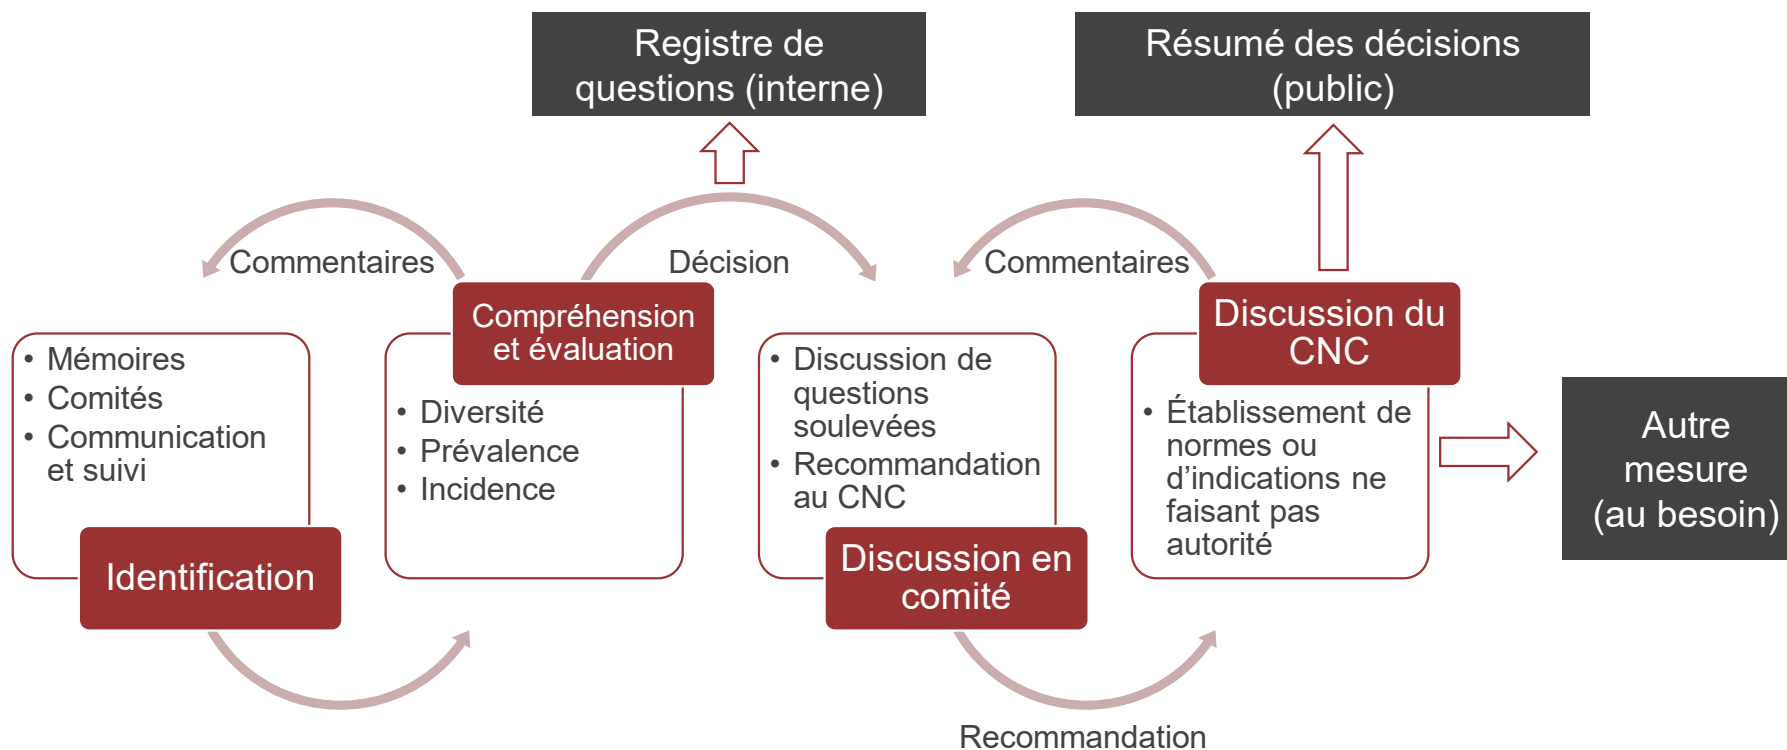 Registre de
questions (interne)
Résumé des décisions
(public)
Commentaires
Décision
Commentaires
• Mémoires
• Comités
• Communication
et suivi
Identification
Compréhension
et évaluation
• Diversité
• Prévalence
• Incidence
• Discussion de
questions
soulevées
• Recommandation
au CNC
Discussion en
comité
Discussion du
CNC
• Établissement de
normes ou
d’indications ne
faisant pas
autorité
Autre
mesure
(au besoin)
Recommandation